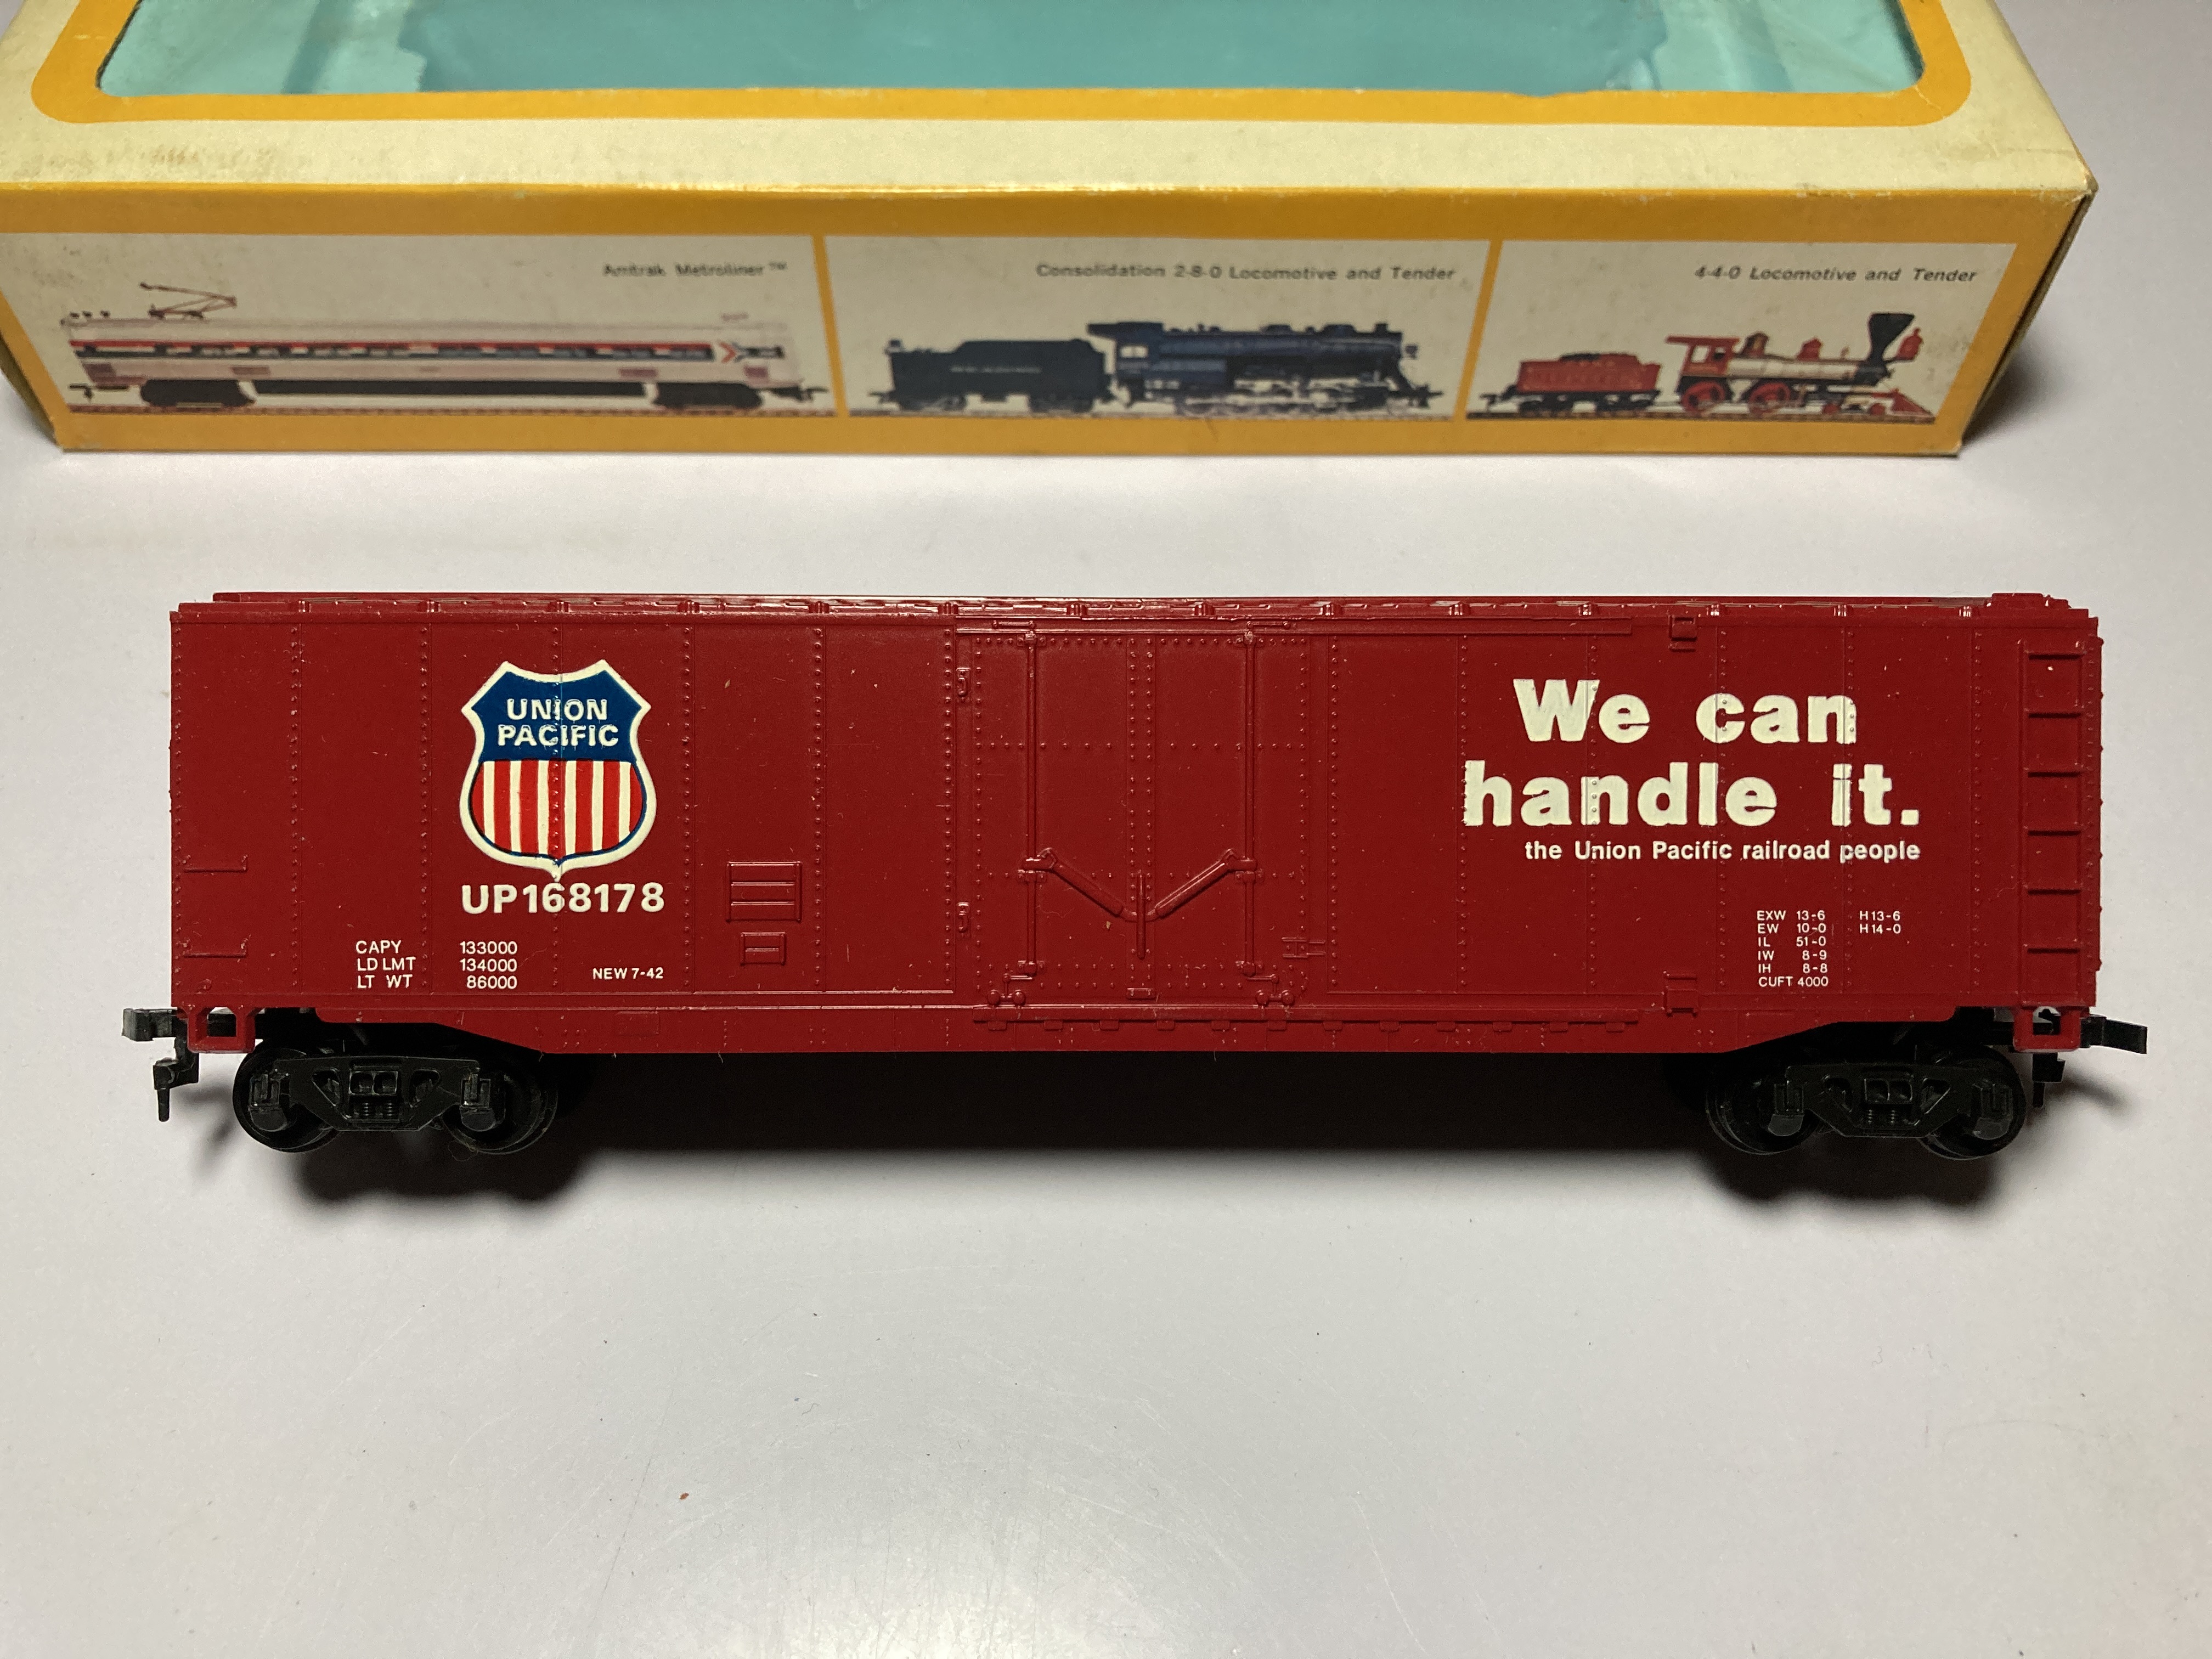 Amtrak Metroliner™
Consolidation 2-8-0 Locomotive and Tender
4-4-0 Locomotive and Tender
UNION
PACIFIC
UP168178
CAPY 133000
LD LMT 134000
LT WT 86000
NEW 7-42
We can
handle it.
the Union Pacific railroad people
EXW 13-6 H13-6
EW 10-0 H14-0
IL 51-0
IW 8-9
IH 8-8
CUFT 4000